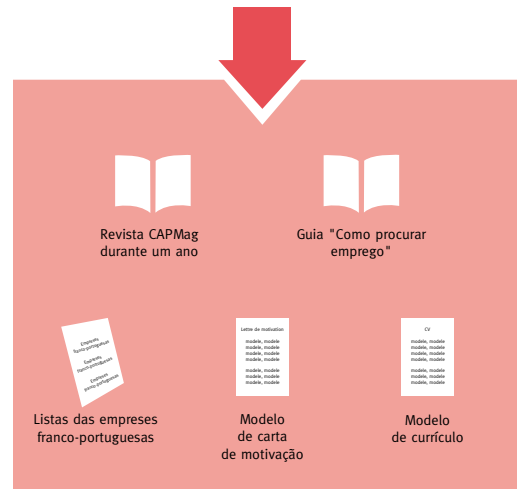 Revista CAPMag
durante um ano
Guia "Como procurar
emprego"
Empreses
franco-portuguesas
Empreses
franco-portuguesas
Empreses
franco-portuguesas
Listas das empreses
franco-portuguesas
Lettre de motivation
modele, modele
modele, modele
modele, modele
modele, modele
modele, modele
modele, modele
modele, modele
Modelo
de carta
de motivação
CV
modele, modele
modele, modele
modele, modele
modele, modele
modele, modele
modele, modele
modele, modele
Modelo
de currículo